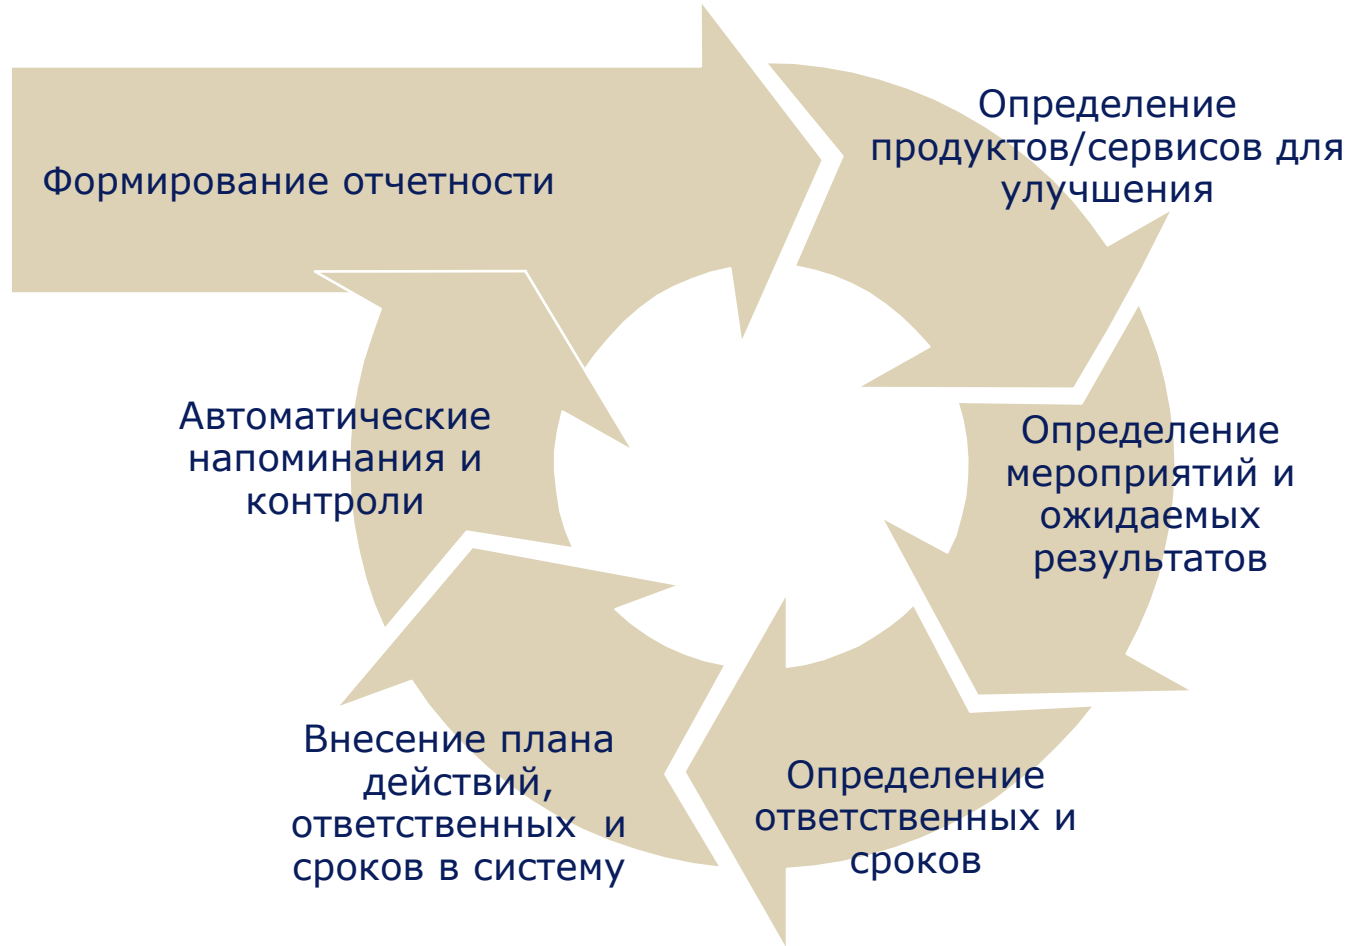 Формирование отчетности
Определение
продуктов/сервисов для
улучшения
Определение
мероприятий и
ожидаемых
результатов
Определение
ответственных и
сроков
Внесение плана
действий,
ответственных  и
сроков в систему
Автоматические
напоминания и
контроли